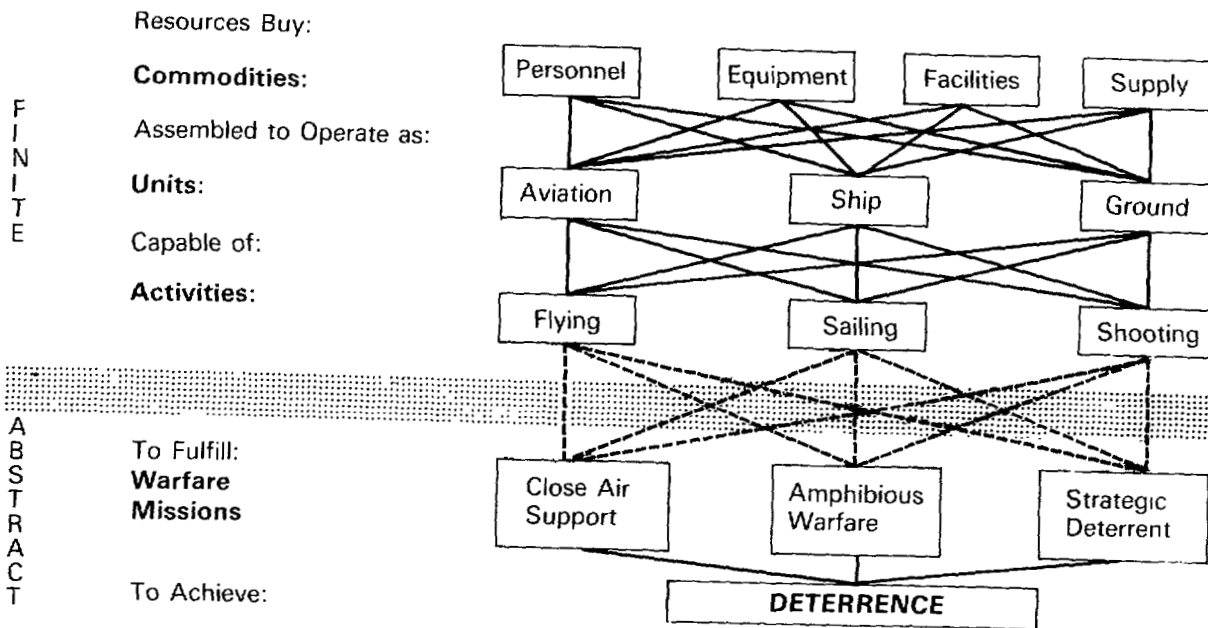 Resources Buy:
Commodities:
Personnel
Equipment
Facilities
Supply
Assembled to Operate as:
Units:
Aviation
Ship
Ground
Capable of:
Activities:
Flying
Sailing
Shooting
FINITE
To Fulfill:
Warfare
Missions
Close Air
Support
Amphibious
Warfare
Strategic
Deterrent
To Achieve:
DETERRENCE
ABSTRACT